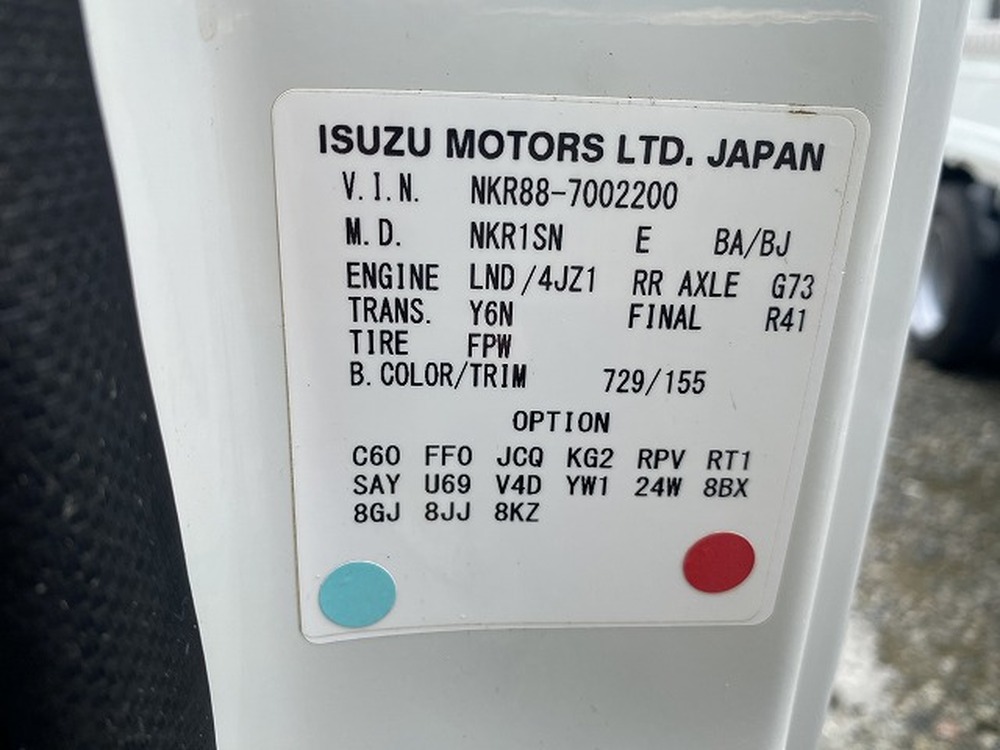 ISUZU MOTORS LTD. JAPAN
V.I.N. NKR88-7002200
M.D. NKR1SN E BA/BJ
ENGINE LND/4JZ1 RR AXLE G73
TRANS. Y6N FINAL R41
TIRE FPW
B.COLOR/TRIM 729/155
OPTION
C60 FF0 JCQ KG2 RPV RT1
SAY U69 V4D YW1 24W 8BX
8GJ 8JJ 8KZ